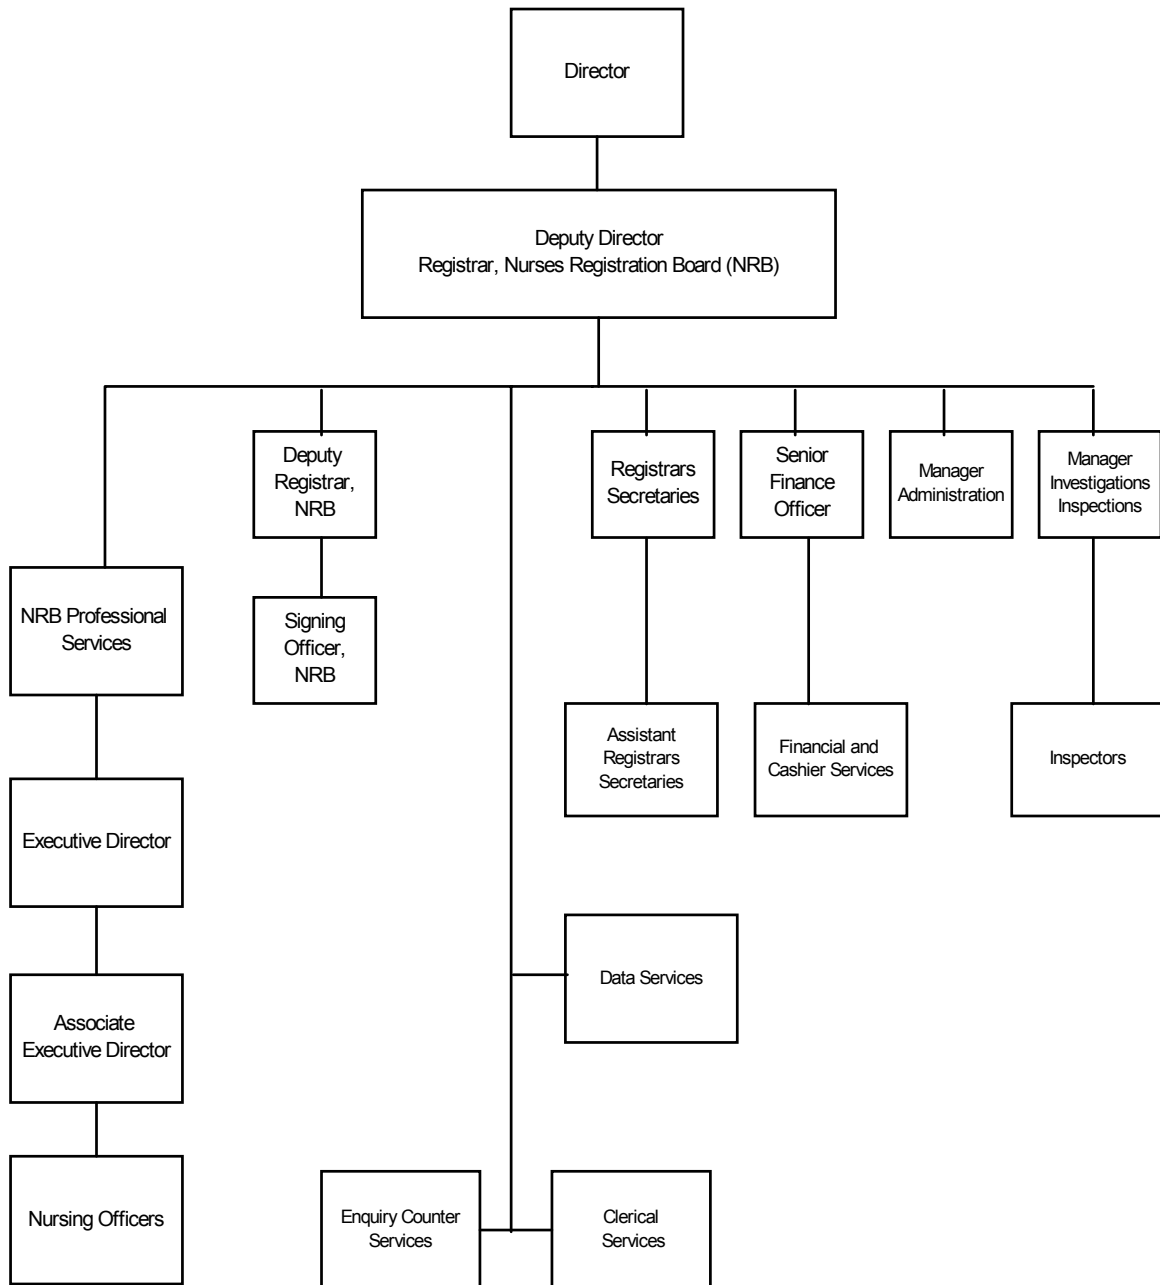 Director
Deputy Director
Registrar, Nurses Registration Board (NRB)
Deputy
Registrar,
NRB
Registrars
Secretaries
Senior
Finance
Officer
Manager
Administration
Manager
Investigations
Inspections
NRB Professional
Services
Signing
Officer,
NRB
Assistant
Registrars
Secretaries
Financial and
Cashier Services
Inspectors
Executive Director
Data Services
Associate
Executive Director
Nursing Officers
Enquiry Counter
Services
Clerical
Services